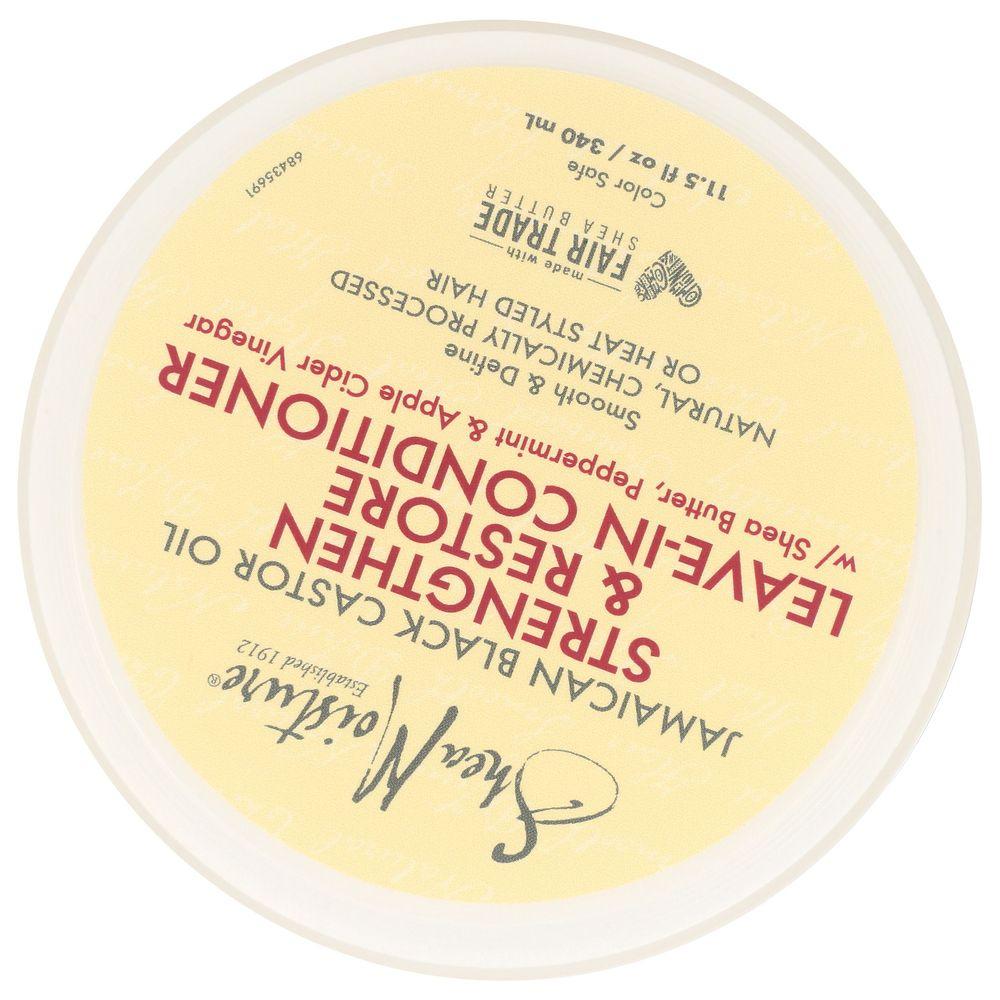 SheaMoisture®
Established 1912
JAMAICAN BLACK CASTOR OIL
STRENGTHEN
& RESTORE
LEAVE-IN CONDITIONER
w/ Shea Butter, Peppermint & Apple Cider Vinegar
Smooth & Define
NATURAL, CHEMICALLY PROCESSED
OR HEAT STYLED HAIR
made with
FAIR TRADE
SHEA BUTTER
Color Safe
11.5 fl oz / 340 mL
68435691